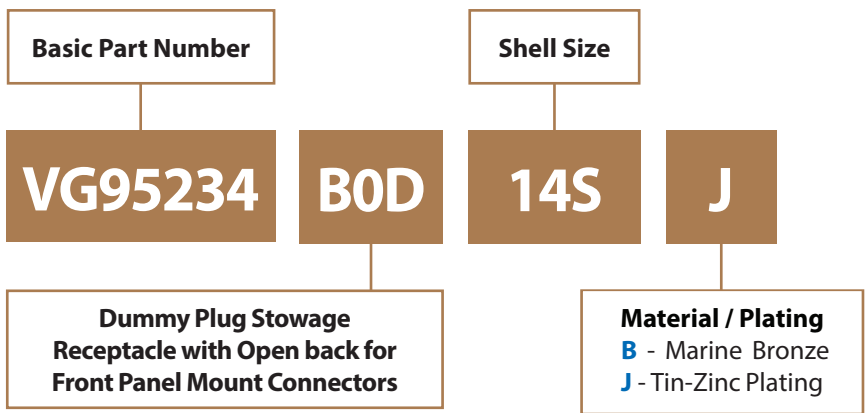 Basic Part Number
Shell Size
VG95234 B0D 14S J
Dummy Plug Stowage
Receptacle with Open back for
Front Panel Mount Connectors
Material / Plating
B - Marine Bronze
J - Tin-Zinc Plating